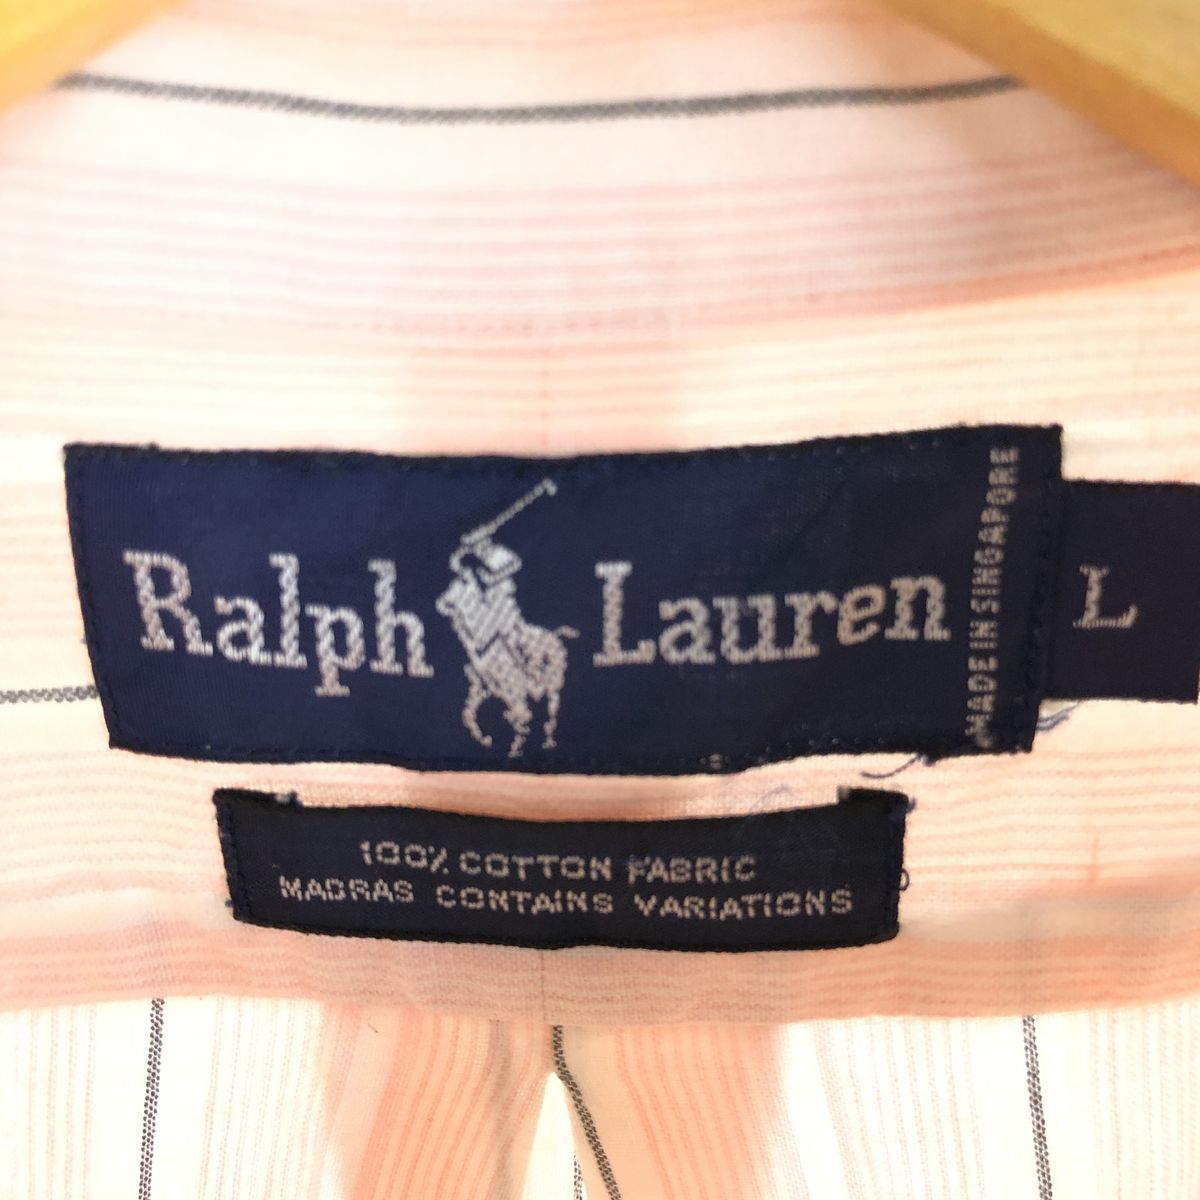 Ralph Lauren
MADE IN SINGAPORE
L
100% COTTON FABRIC
MADRAS CONTAINS VARIATIONS